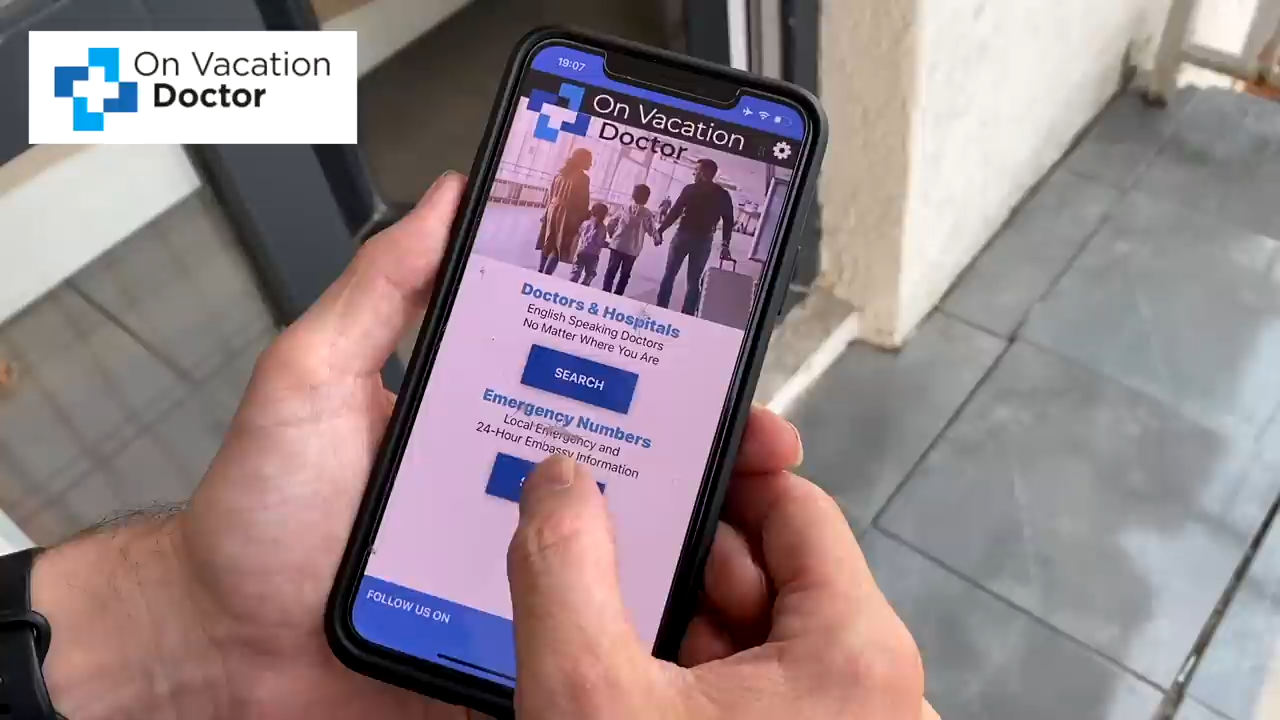 On Vacation
Doctor
19:07
On Vacation
Doctor
Doctors & Hospitals
English Speaking Doctors
No Matter Where You Are
SEARCH
Emergency Numbers
Local Emergency and
24-Hour Embassy Information
FOLLOW US ON